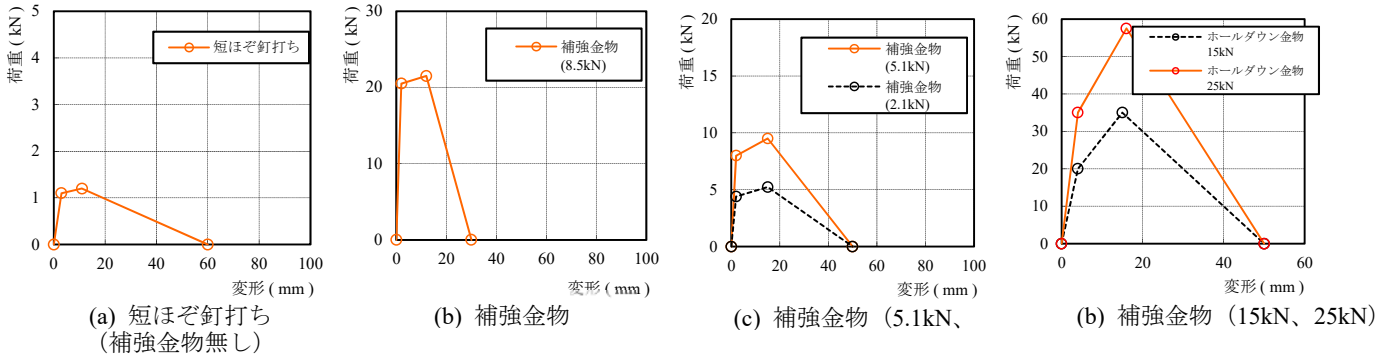 荷重 ( kN )
5
4
3
2
1
0
短ほぞ釘打ち
0 20 40 60 80 100
変形 ( mm )
(a) 短ほぞ釘打ち
（補強金物無し）
荷重 ( kN )
30
20
10
0
補強金物
(8.5kN)
0 20 40 60 80 100
変形 ( mm )
(b) 補強金物
荷重 ( kN )
20
15
10
5
0
補強金物
(5.1kN)
補強金物
(2.1kN)
0 20 40 60 80 100
変形 ( mm )
(c) 補強金物（5.1kN、
荷重 ( kN )
60
50
40
30
20
10
0
ホールダウン金物
15kN
ホールダウン金物
25kN
0 20 40 60
変形 ( mm )
(b) 補強金物（15kN、25kN）